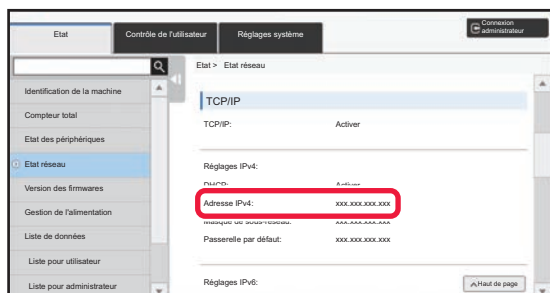 Etat
Contrôle de l'utilisateur
Réglages système
Connexion
administrateur
Etat > Etat réseau
Identification de la machine
Compteur total
Etat des périphériques
Etat réseau
Version des firmwares
Gestion de l'alimentation
Liste de données
Liste pour utilisateur
Liste pour administrateur
TCP/IP
TCP/IP: Activer
Réglages IPv4:
DHCP: Activer
Adresse IPv4: xxx.xxx.xxx.xxx
Masque de sous-réseau: xxx.xxx.xxx.xxx
Passerelle par défaut: xxx.xxx.xxx.xxx
Réglages IPv6:
Haut de page